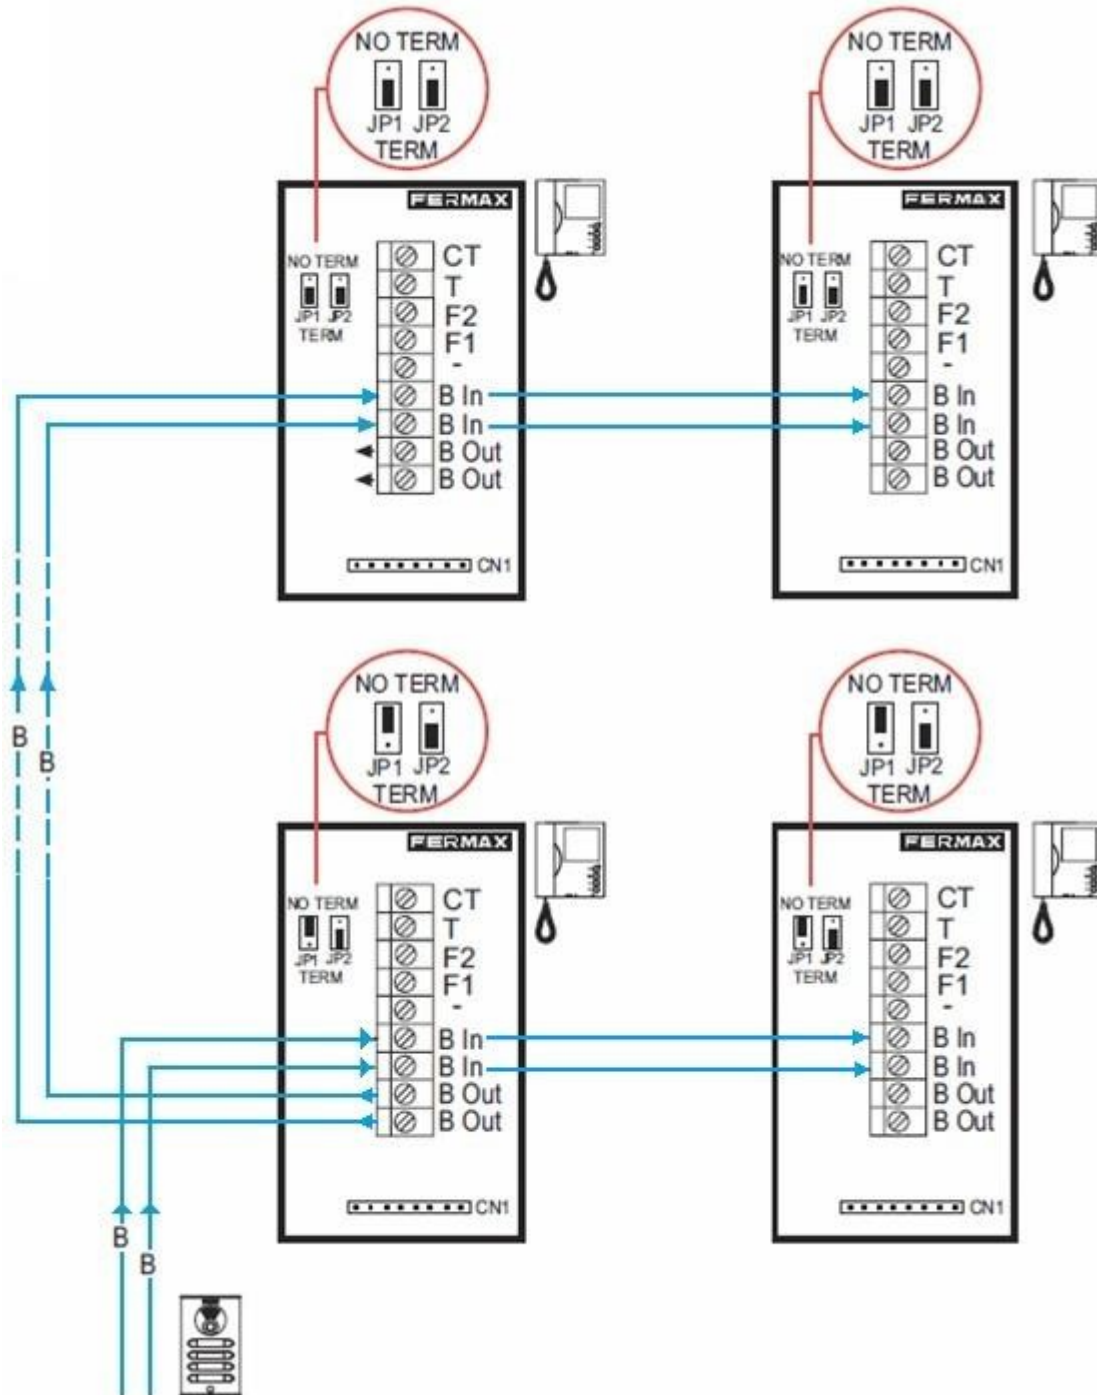 NO TERM
JP1 JP2
TERM
NO TERM
JP1 JP2
TERM
FERMAX
NO TERM
JP1 JP2
TERM
CT
T
F2
F1
-
B In
B In
B Out
B Out
CN1
FERMAX
NO TERM
JP1 JP2
TERM
CT
T
F2
F1
-
B In
B In
B Out
B Out
CN1
B
B
NO TERM
JP1 JP2
TERM
NO TERM
JP1 JP2
TERM
FERMAX
NO TERM
JP1 JP2
TERM
CT
T
F2
F1
-
B In
B In
B Out
B Out
CN1
FERMAX
NO TERM
JP1 JP2
TERM
CT
T
F2
F1
-
B In
B In
B Out
B Out
CN1
B
B